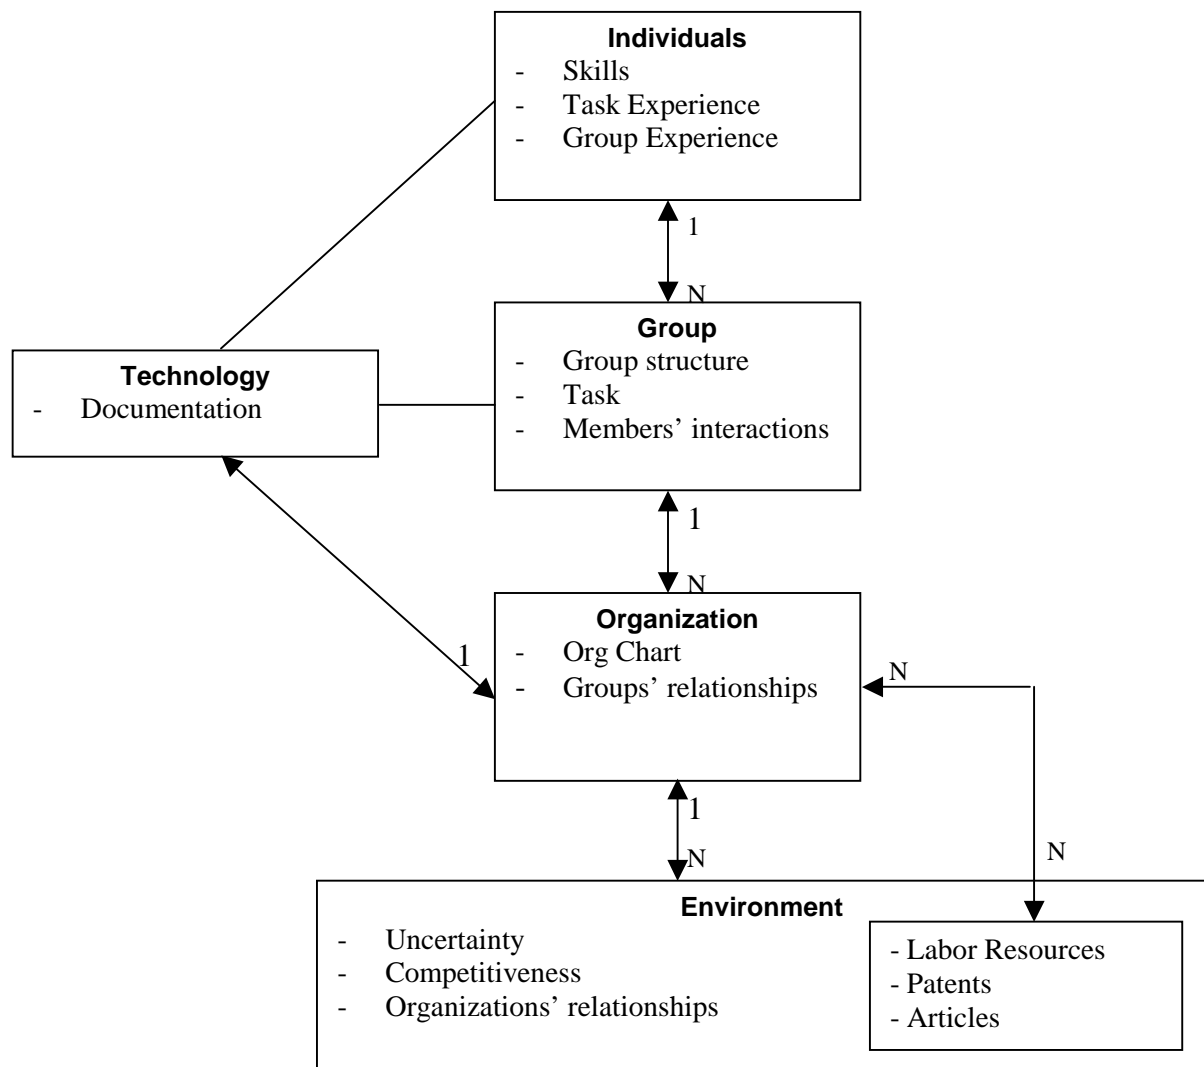 Individuals
- Skills
- Task Experience
- Group Experience
1
N
Group
- Group structure
- Task
- Members’ interactions
Technology
- Documentation
1
N
Organization
- Org Chart
- Groups’ relationships
1
N
1
N
N
Environment
- Uncertainty
- Competitiveness
- Organizations’ relationships
- Labor Resources
- Patents
- Articles